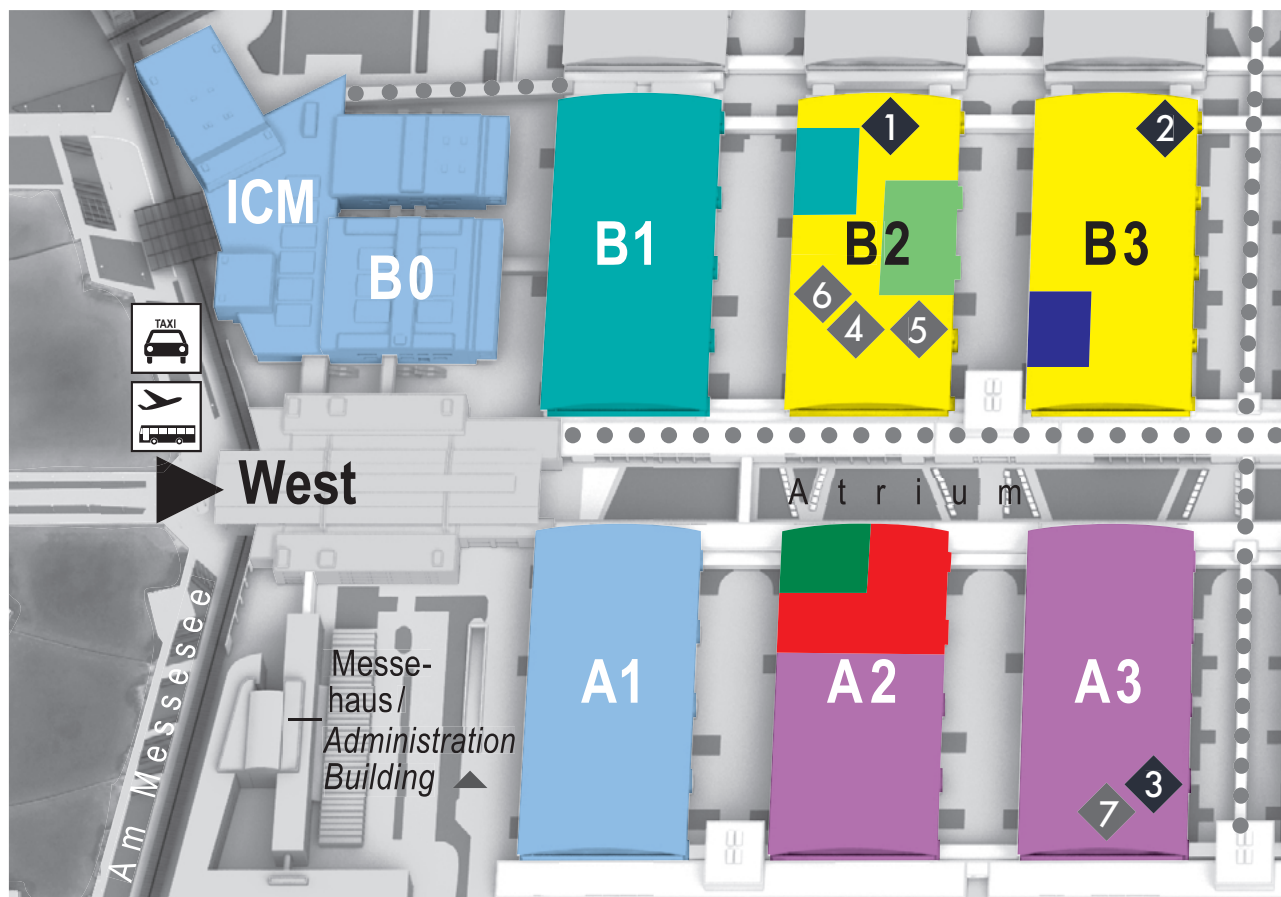 1
2
ICM
B1
B2
B3
B0
6
4
5
TAXI
West
Atrium
Am Messesee
Messe-
haus/
Administration
Building
A1
A2
A3
3
7